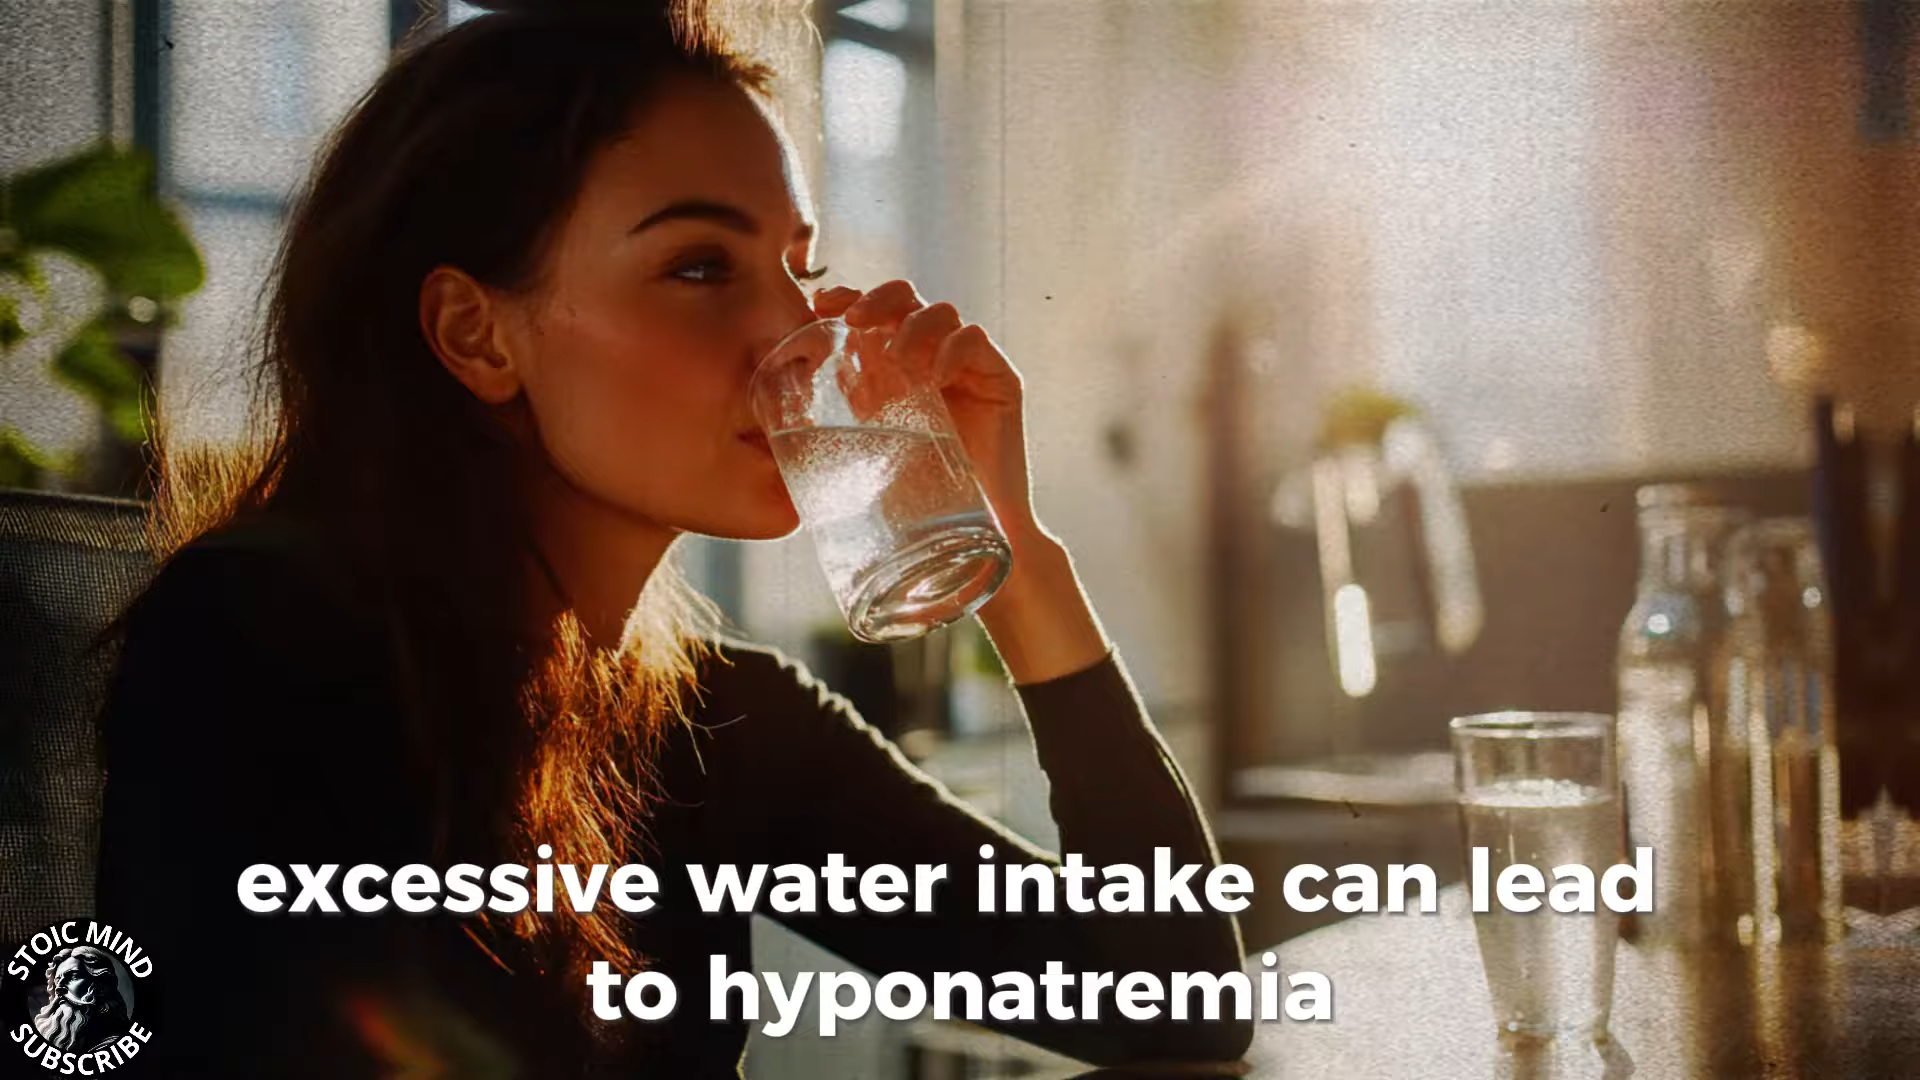 excessive water intake can lead
to hyponatremia
STOIC MIND
SUBSCRIBE